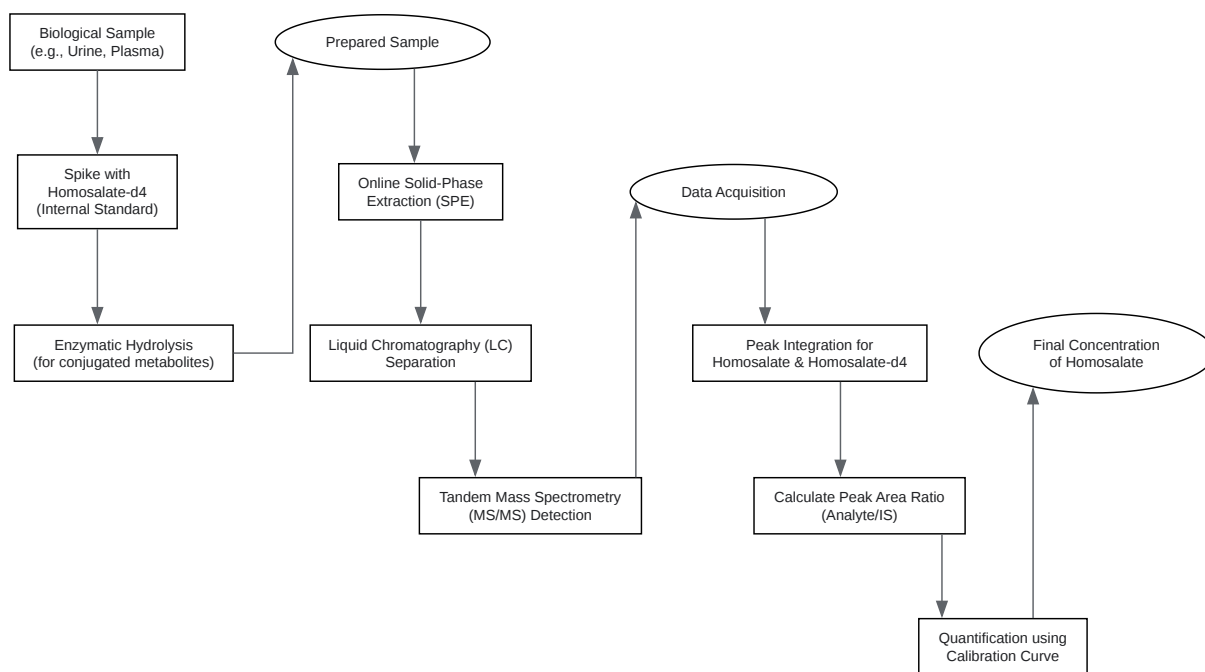 Biological Sample
(e.g., Urine, Plasma)
Spike with
Homosalate-d4
(Internal Standard)
Enzymatic Hydrolysis
(for conjugated metabolites)
Prepared Sample
Online Solid-Phase
Extraction (SPE)
Liquid Chromatography (LC)
Separation
Tandem Mass Spectrometry
(MS/MS) Detection
Data Acquisition
Peak Integration for
Homosalate & Homosalate-d4
Calculate Peak Area Ratio
(Analyte/IS)
Quantification using
Calibration Curve
Final Concentration
of Homosalate